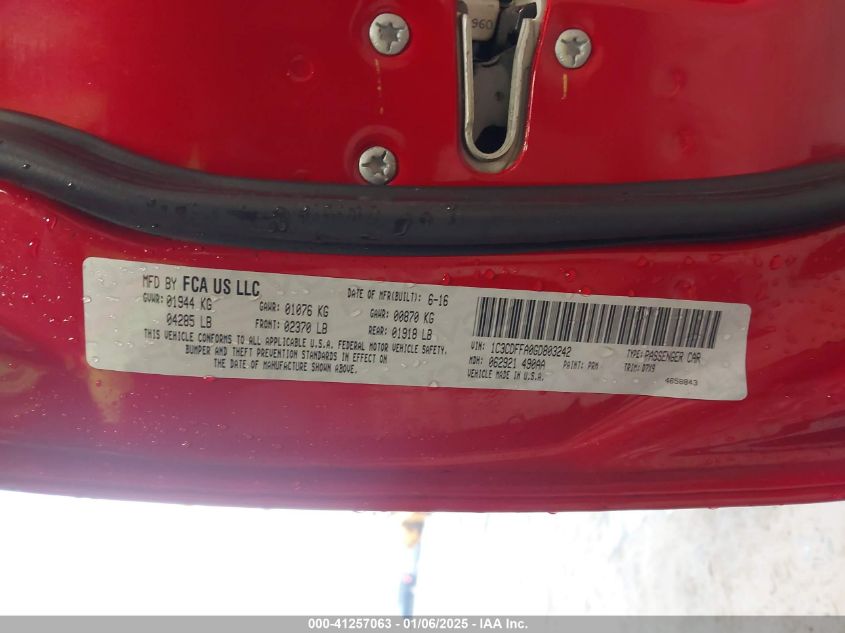 960
MFD BY FCA US LLC
DATE OF MFR(BUILT): 6-16
GVWR: 01944 KG GAWR: 01076 KG GAWR: 00870 KG
04285 LB FRONT: 02370 LB REAR: 01918 LB
THIS VEHICLE CONFORMS TO ALL APPLICABLE U.S.A. FEDERAL MOTOR VEHICLE SAFETY,
BUMPER AND THEFT PREVENTION STANDARDS IN EFFECT ON
THE DATE OF MANUFACTURE SHOWN ABOVE.
VIN: 1C3CDFFA0GD803242 TYPE: PASSENGER CAR
MDH: 062921 490AA PAINT: PRM TRIM: D7X9
VEHICLE MADE IN U.S.A. 4658843
000-41257063 - 01/06/2025 - IAA Inc.